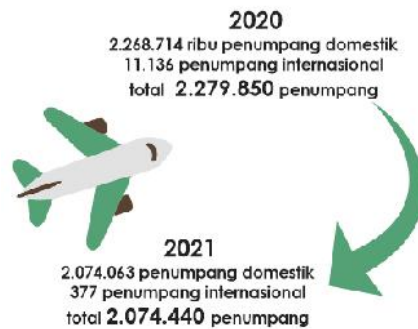 2020
2.268.714 ribu penumpang domestik
11.136 penumpang internasional
total 2.279.850 penumpang
2021
2.074.063 penumpang domestik
377 penumpang internasional
total 2.074.440 penumpang